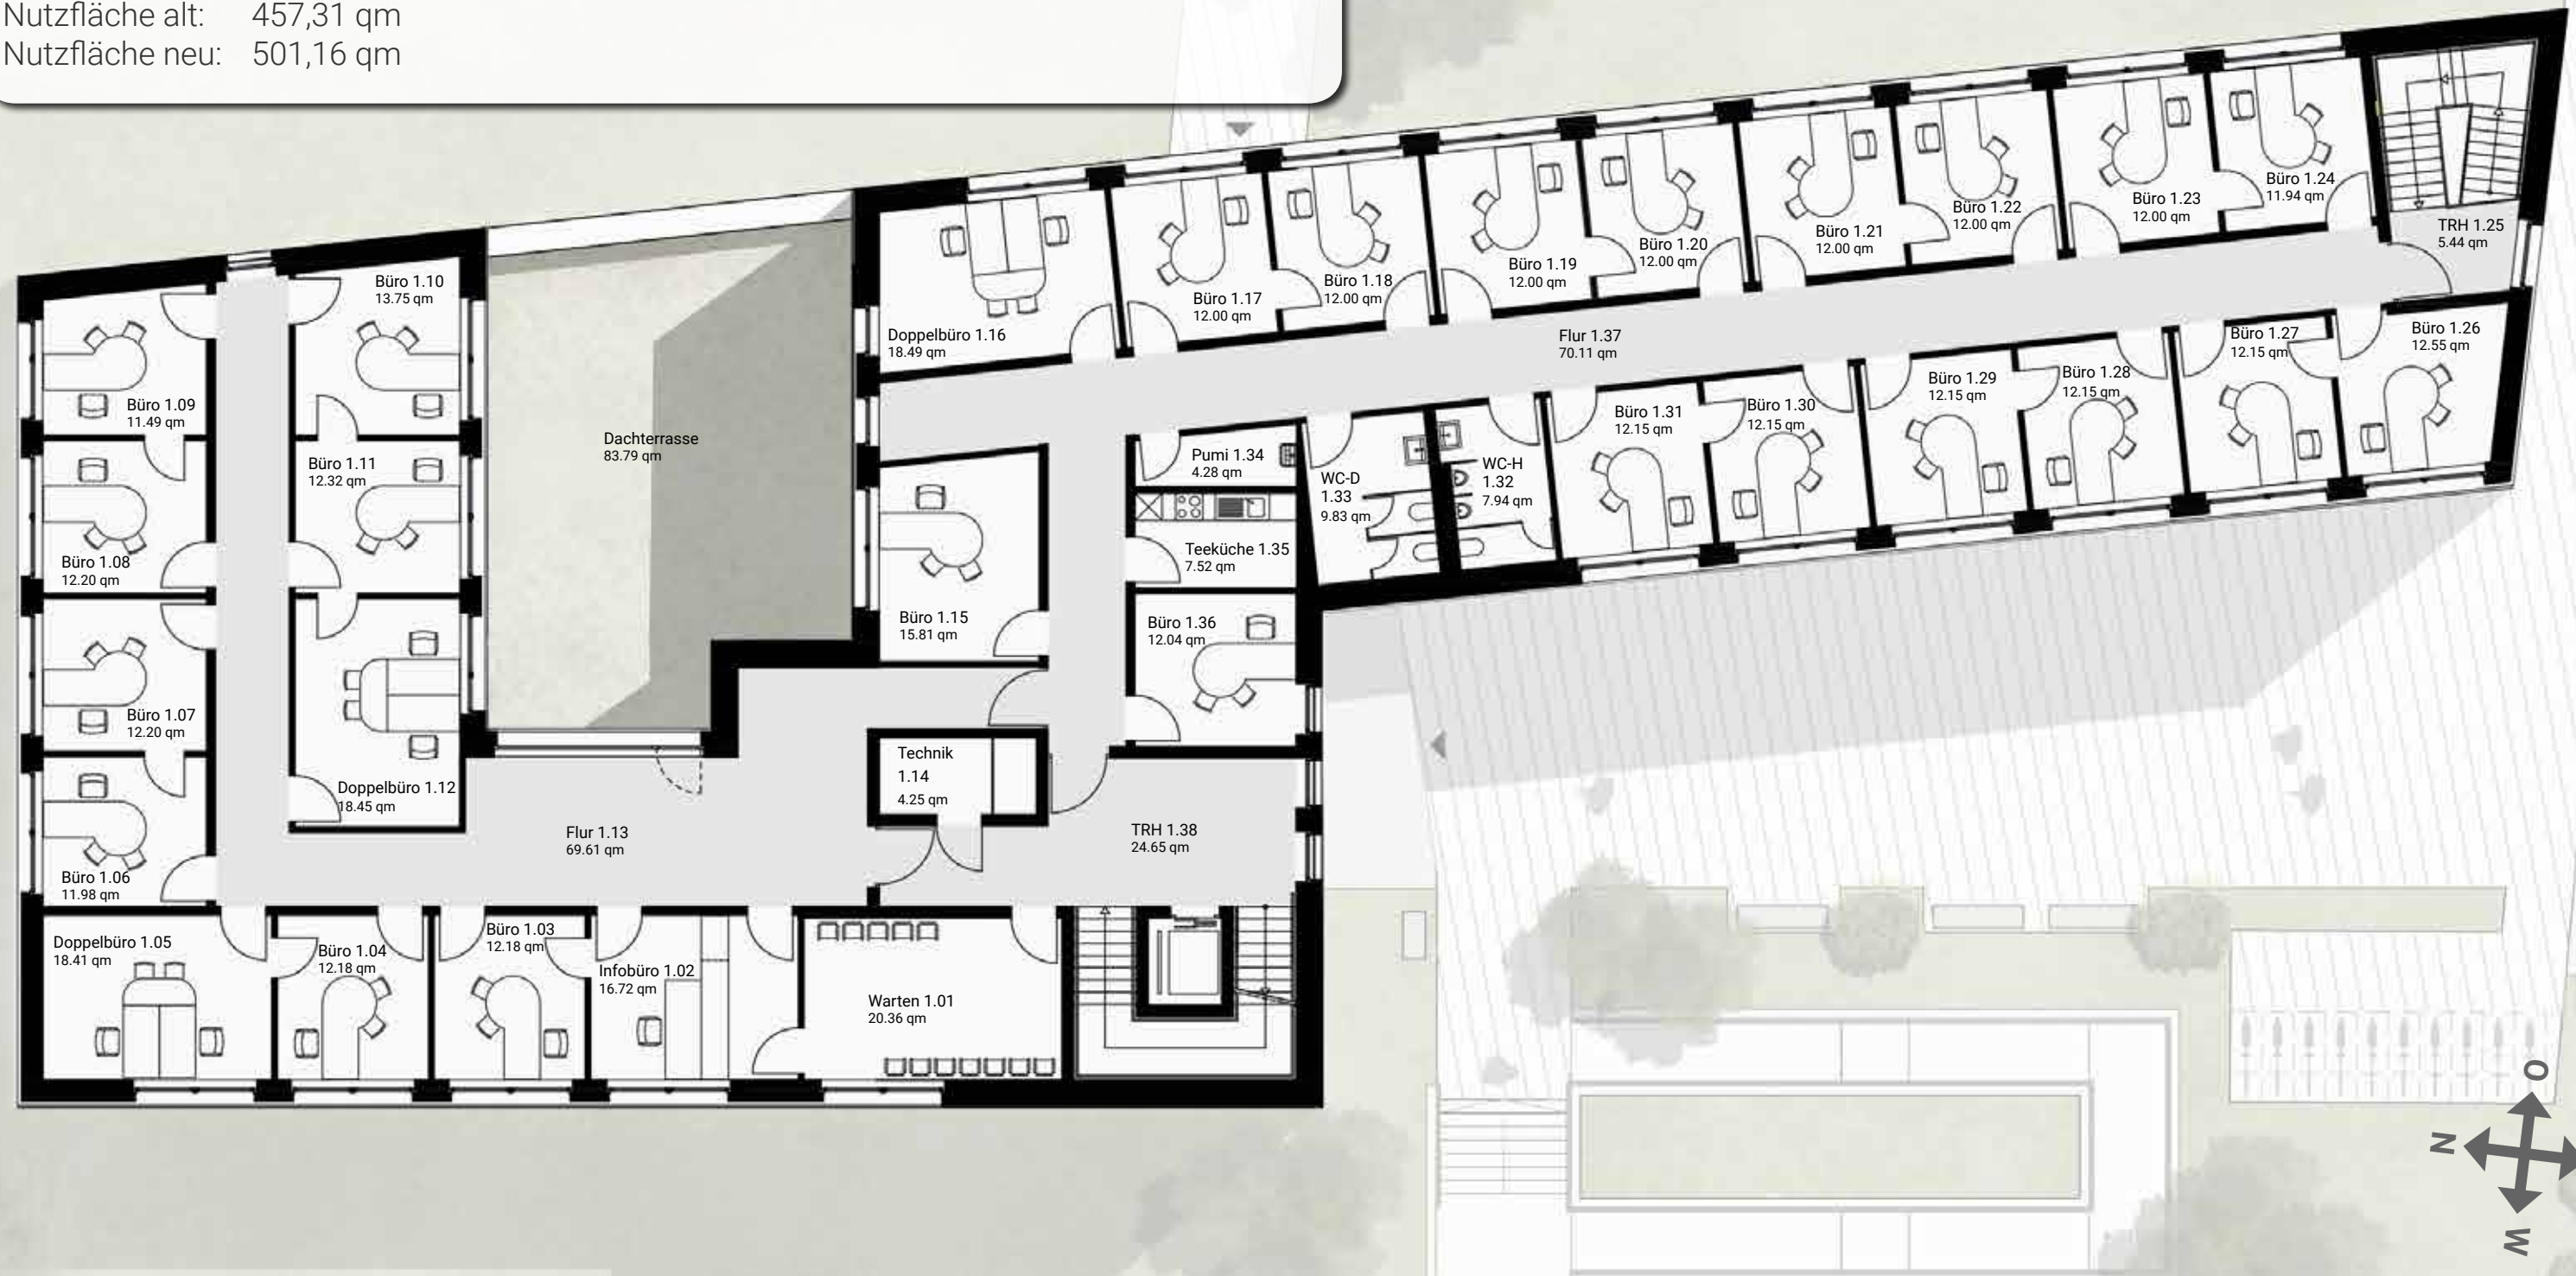 Nutzfläche alt: 457,31 qm
Nutzfläche neu: 501,16 qm
Büro 1.24
11.94 qm
Büro 1.23
12.00 qm
Büro 1.22
12.00 qm
TRH 1.25
5.44 qm
Büro 1.21
12.00 qm
Büro 1.20
12.00 qm
Büro 1.19
12.00 qm
Büro 1.18
12.00 qm
Büro 1.17
12.00 qm
Doppelbüro 1.16
18.49 qm
Büro 1.10
13.75 qm
Büro 1.09
11.49 qm
Flur 1.37
70.11 qm
Büro 1.26
12.55 qm
Büro 1.27
12.15 qm
Büro 1.28
12.15 qm
Büro 1.29
12.15 qm
Büro 1.30
12.15 qm
Büro 1.31
12.15 qm
Dachterrasse
83.79 qm
Büro 1.11
12.32 qm
Pumi 1.34
4.28 qm
WC-D
1.33
9.83 qm
WC-H
1.32
7.94 qm
Büro 1.08
12.20 qm
Teeküche 1.35
7.52 qm
Büro 1.15
15.81 qm
Büro 1.36
12.04 qm
Büro 1.07
12.20 qm
Doppelbüro 1.12
18.45 qm
Technik
1.14
4.25 qm
Flur 1.13
69.61 qm
TRH 1.38
24.65 qm
Büro 1.06
11.98 qm
Doppelbüro 1.05
18.41 qm
Büro 1.04
12.18 qm
Büro 1.03
12.18 qm
Infobüro 1.02
16.72 qm
Warten 1.01
20.36 qm
O
N
W